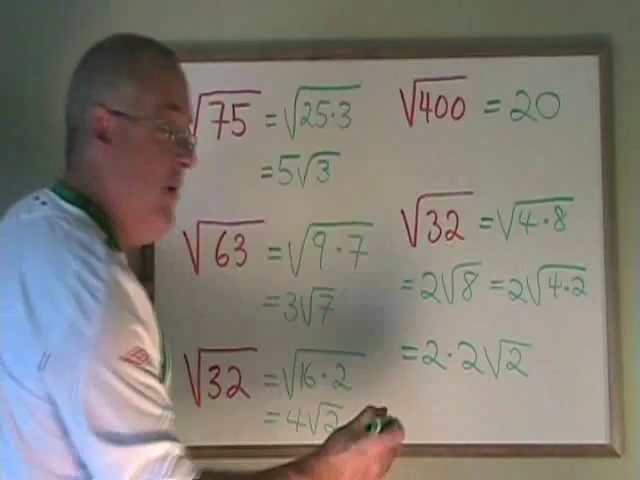 √75 = √25·3
= 5√3
√63 = √9·7
= 3√7
√32 = √16·2
= 4√2
√400 = 20
√32 = √4·8
= 2√8 = 2√4·2
= 2·2√2